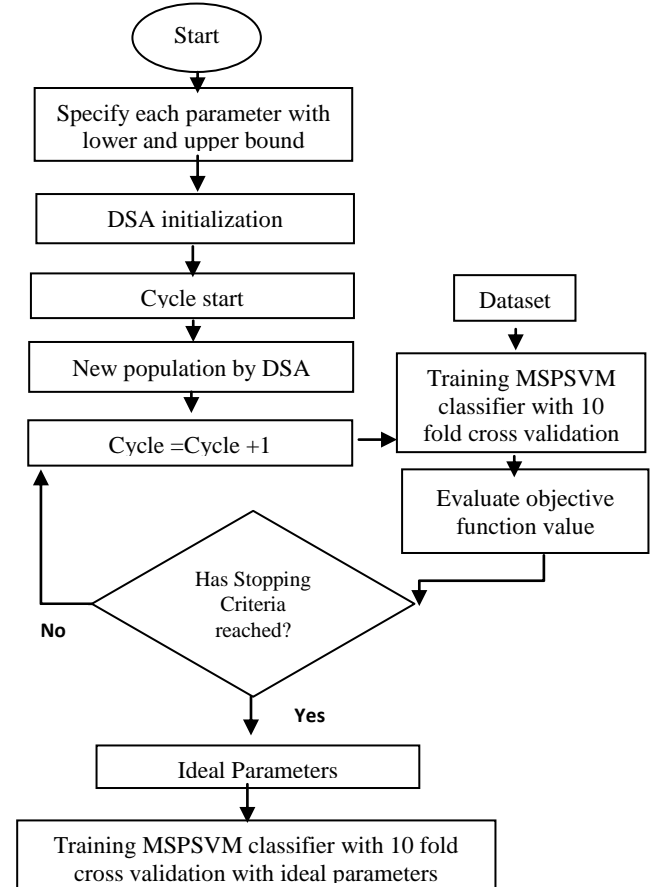 Start
Specify each parameter with
lower and upper bound
DSA initialization
Cycle start
New population by DSA
Cycle =Cycle +1
Dataset
Training MSPSVM
classifier with 10
fold cross validation
Evaluate objective
function value
Has Stopping
Criteria
reached?
No
Yes
Ideal Parameters
Training MSPSVM classifier with 10 fold
cross validation with ideal parameters